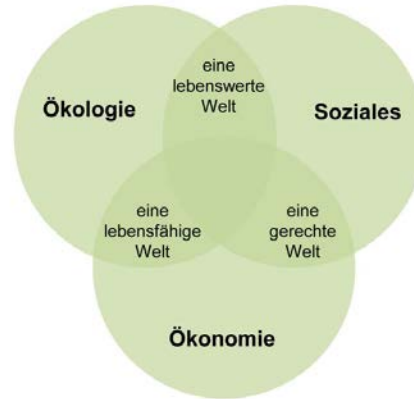 eine
lebenswerte
Welt
Ökologie
Soziales
eine
lebensfähige
Welt
eine
gerechte
Welt
Ökonomie